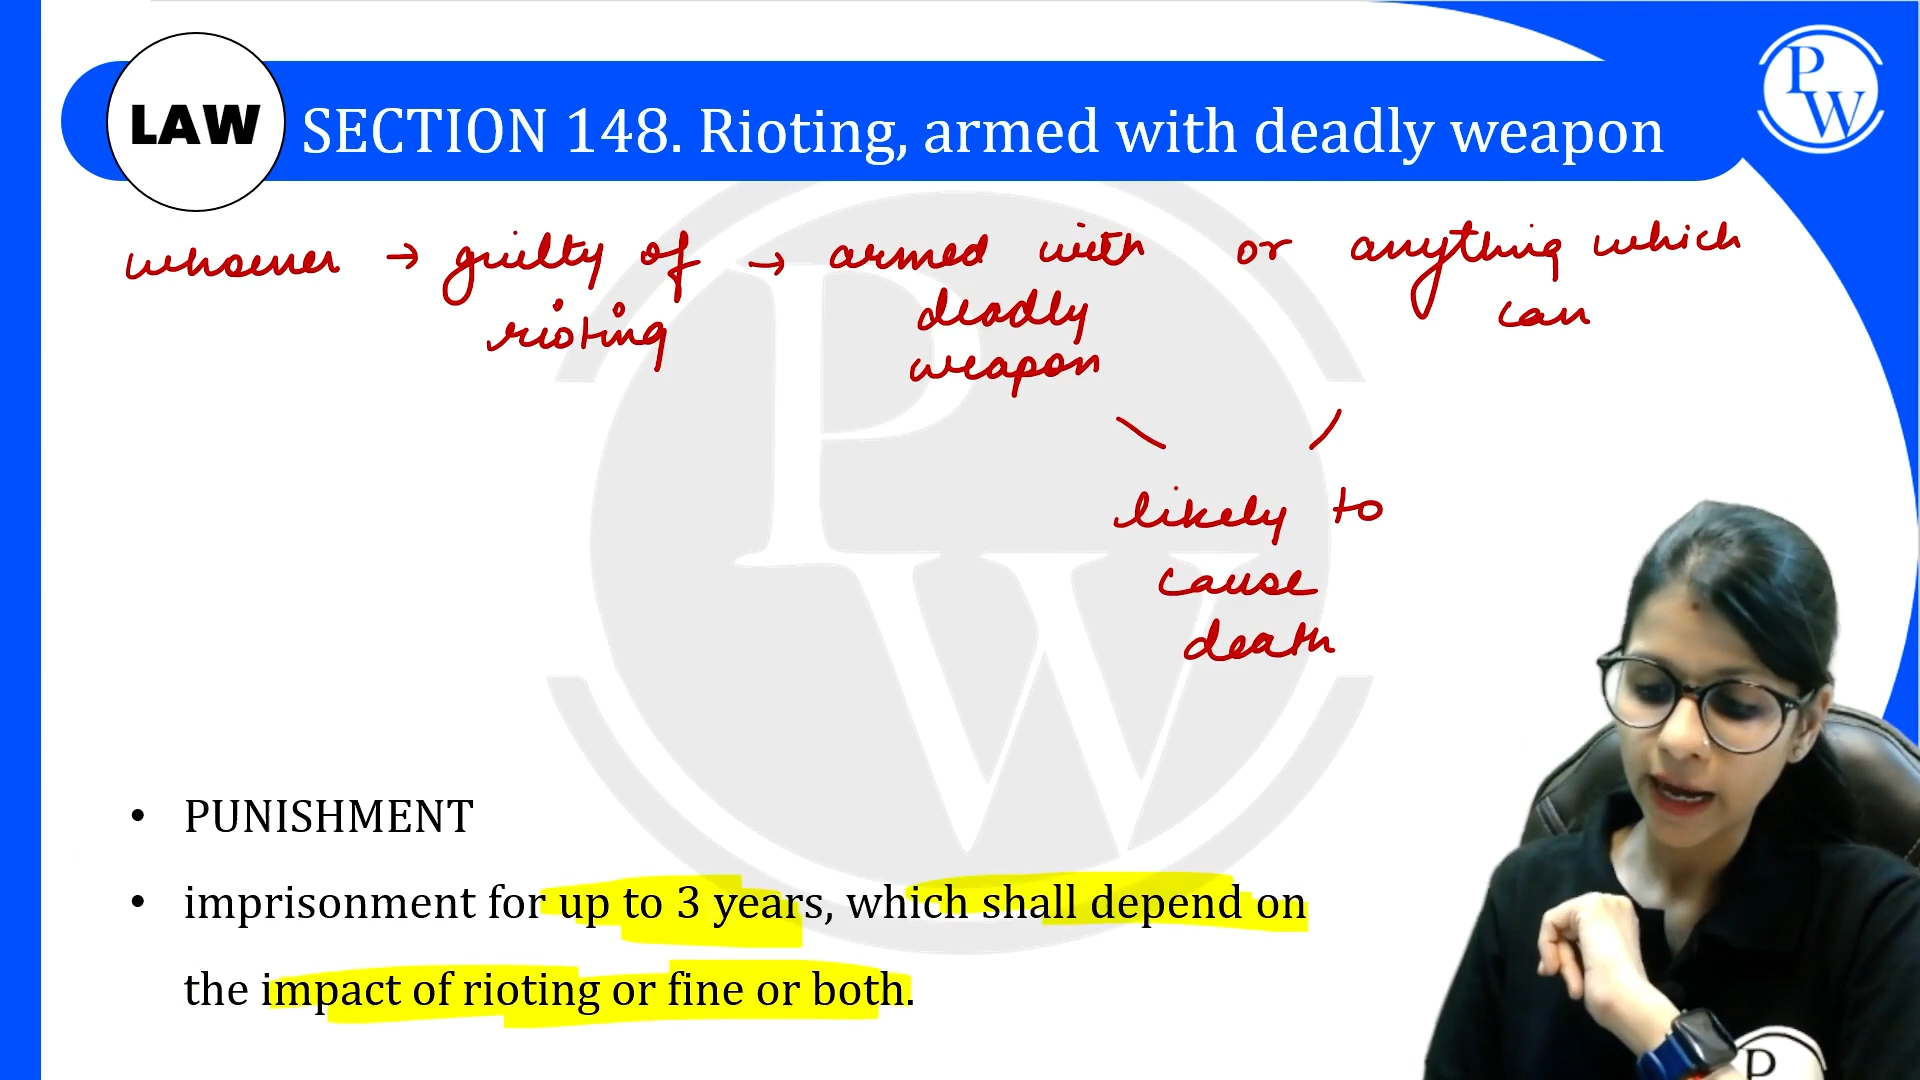 LAW
SECTION 148. Rioting, armed with deadly weapon
PW
whoever → guilty of → armed with or anything which
rioting deadly can
weapon
likely to
cause
death
• PUNISHMENT
• imprisonment for up to 3 years, which shall depend on
the impact of rioting or fine or both.
PW
P